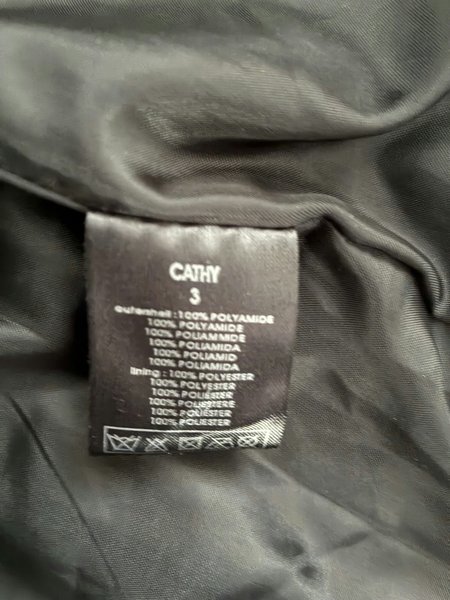 CATHY
3
outershell : 100% POLYAMIDE
100% POLYAMIDE
100% POLIAMMIDE
100% POLIAMIDA
100% POLIAMID
100% POLIAMIDA
lining : 100% POLYESTER
100% POLYESTER
100% POLYESTER
100% POLIESTERE
100% POLIÉSTER
100% POLIESTER